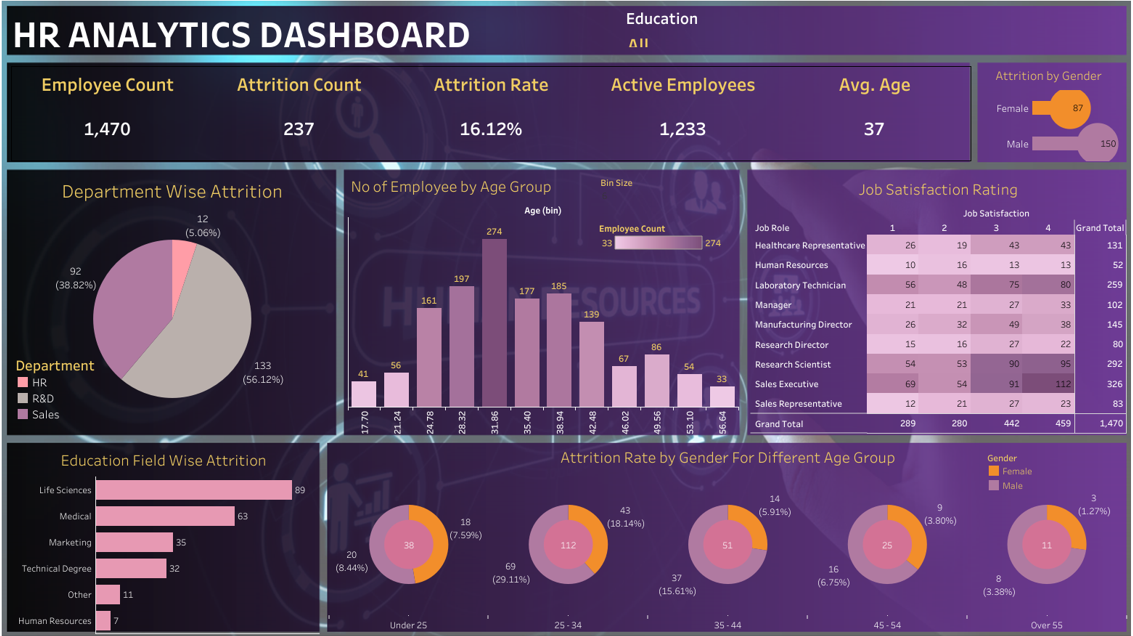 HR ANALYTICS DASHBOARD
Education
All
Employee Count
Attrition Count
Attrition Rate
Active Employees
Avg. Age
1,470
237
16.12%
1,233
37
Attrition by Gender
Female
87
Male
150
Department Wise Attrition
12
(5.06%)
92
(38.82%)
133
(56.12%)
Department
HR
R&D
Sales
No of Employee by Age Group
Bin Size
Age (bin)
Employee Count
33 274
41
56
161
197
274
177
185
139
67
86
54
33
HUMAN RESOURCES
17.70
21.24
24.78
28.32
31.86
35.40
38.94
42.48
46.02
49.56
53.10
56.64
Job Satisfaction Rating
Job Satisfaction
Job Role 1 2 3 4 Grand Total
Healthcare Representative 26 19 43 43 131
Human Resources 10 16 13 13 52
Laboratory Technician 56 48 75 80 259
Manager 21 21 27 33 102
Manufacturing Director 26 32 49 38 145
Research Director 15 16 27 22 80
Research Scientist 54 53 90 95 292
Sales Executive 69 54 91 112 326
Sales Representative 12 21 27 23 83
Grand Total 289 280 442 459 1,470
Education Field Wise Attrition
Life Sciences 89
Medical 63
Marketing 35
Technical Degree 32
Other 11
Human Resources 7
Attrition Rate by Gender For Different Age Group
Gender
Female
Male
18
(7.59%)
38
20
(8.44%)
43
(18.14%)
112
69
(29.11%)
14
(5.91%)
51
37
(15.61%)
9
(3.80%)
25
16
(6.75%)
3
(1.27%)
11
8
(3.38%)
Under 25
25 - 34
35 - 44
45 - 54
Over 55